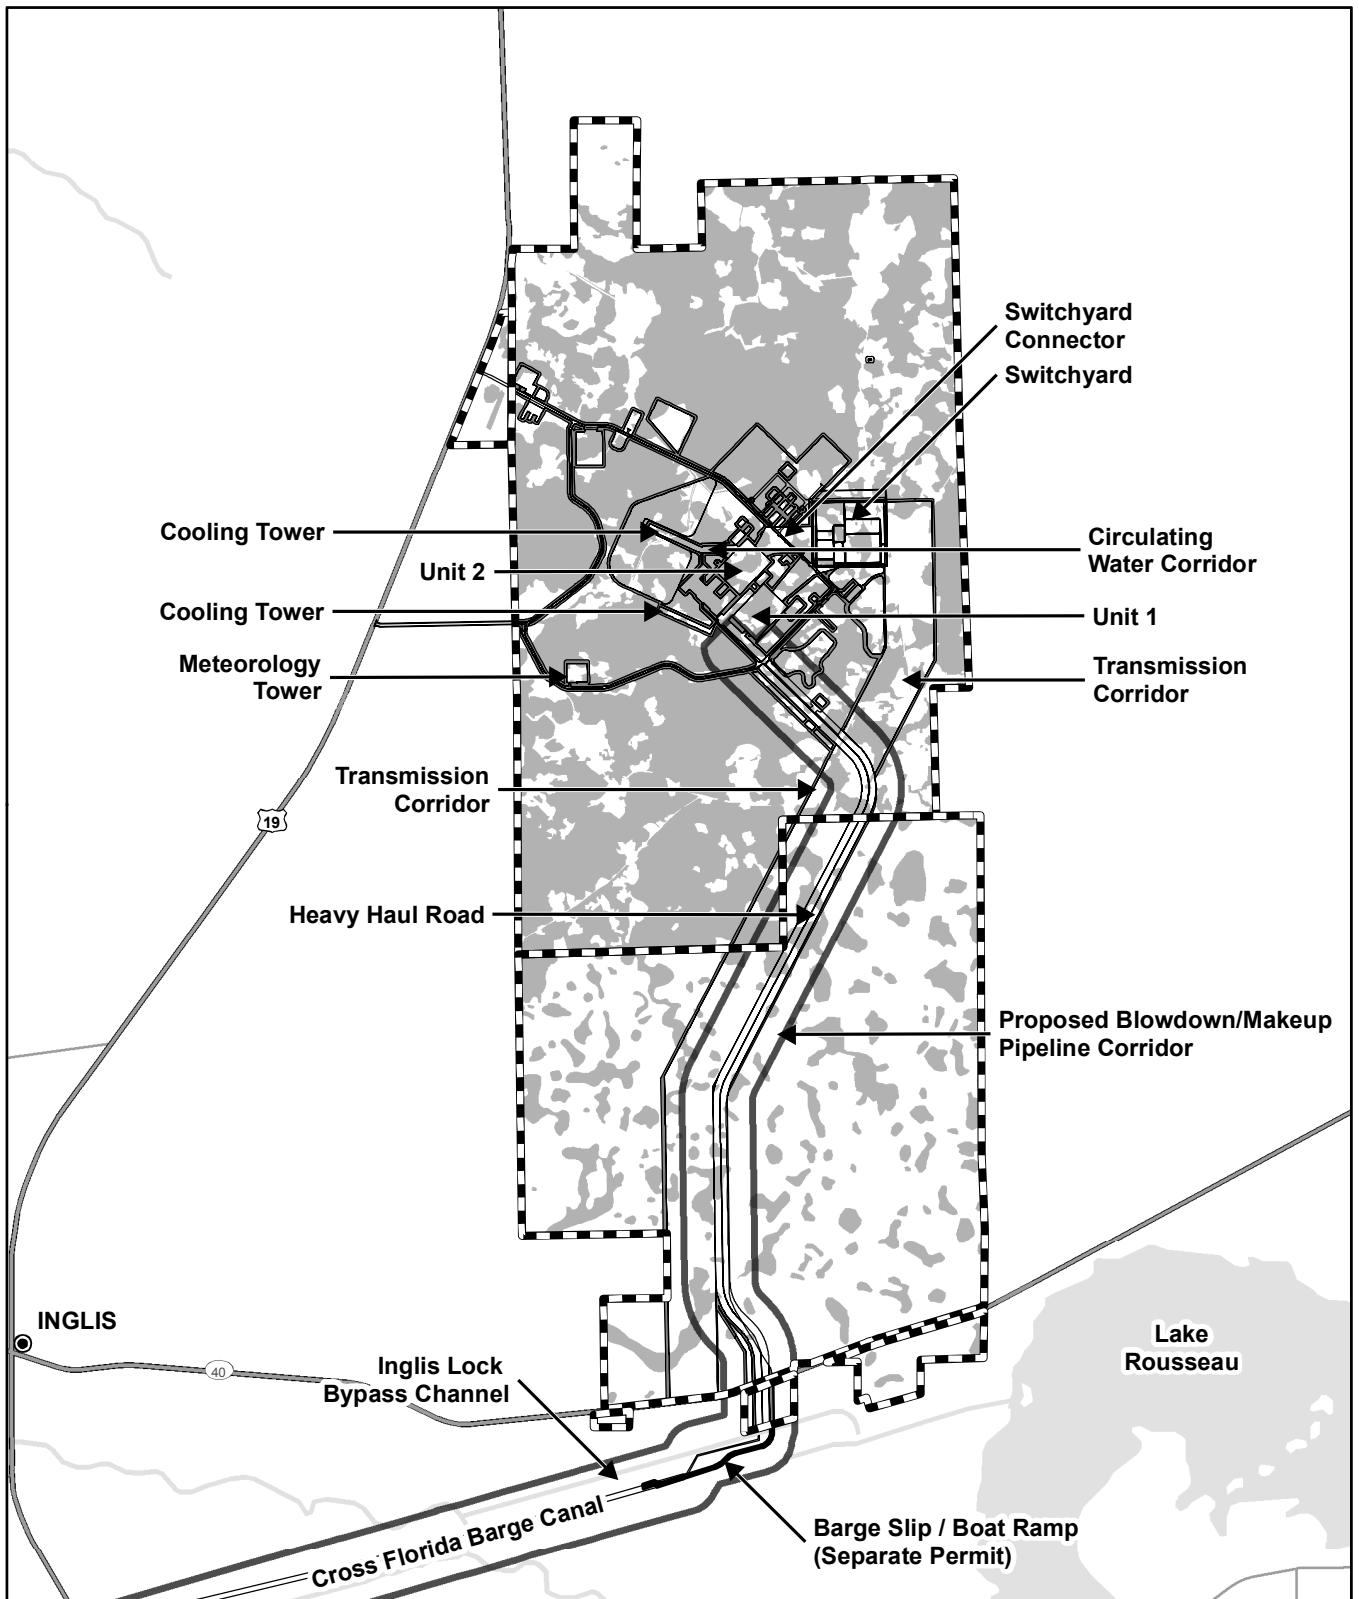 Switchyard
Connector
Switchyard
Cooling Tower
Circulating
Water Corridor
Unit 2
Cooling Tower
Unit 1
Meteorology
Tower
Transmission
Corridor
Transmission
Corridor
19
Heavy Haul Road
Proposed Blowdown/Makeup
Pipeline Corridor
INGLIS
Lake
Rousseau
40
Inglis Lock
Bypass Channel
Cross Florida Barge Canal
Barge Slip / Boat Ramp
(Separate Permit)